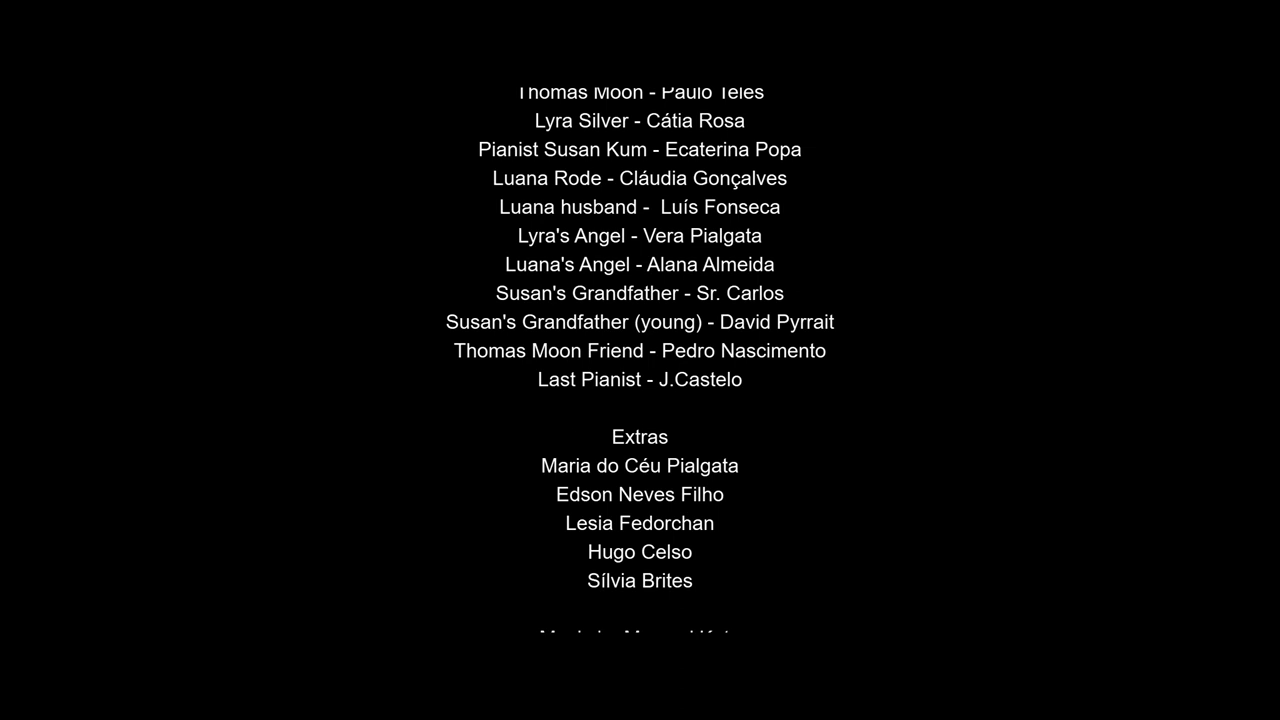 Thomas Moon - Paulo Teles
Lyra Silver - Cátia Rosa
Pianist Susan Kum - Ecaterina Popa
Luana Rode - Cláudia Gonçalves
Luana husband -  Luís Fonseca
Lyra's Angel - Vera Pialgata
Luana's Angel - Alana Almeida
Susan's Grandfather - Sr. Carlos
Susan's Grandfather (young) - David Pyrrait
Thomas Moon Friend - Pedro Nascimento
Last Pianist - J.Castelo
Extras
Maria do Céu Pialgata
Edson Neves Filho
Lesia Fedorchan
Hugo Celso
Sílvia Brites